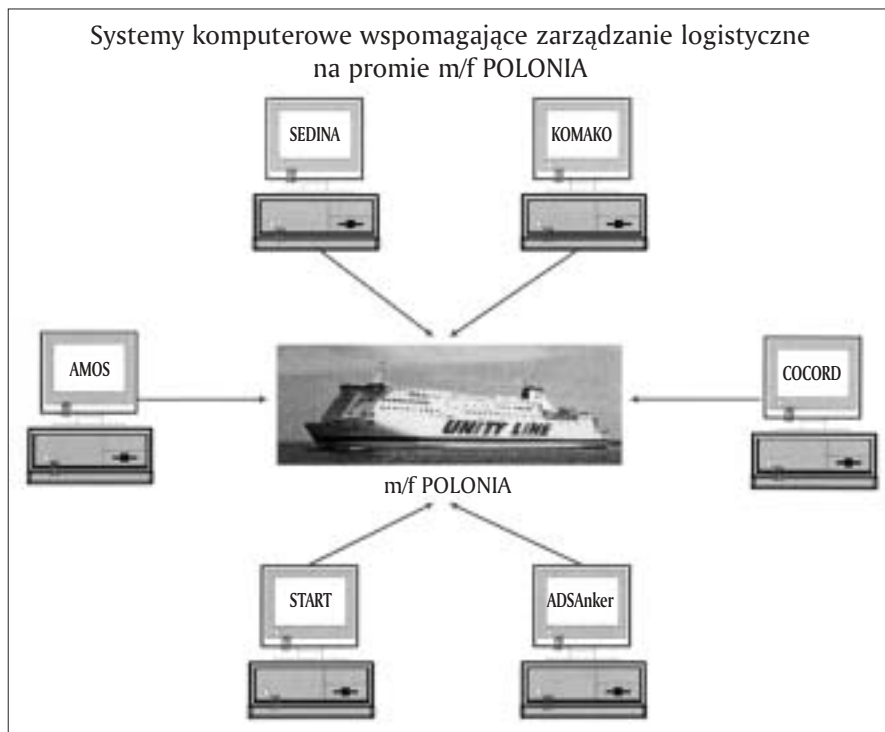 Systemy komputerowe wspomagające zarządzanie logistyczne
na promie m/f POLONIA
SEDINA
KOMAKO
AMOS
COCORD
UNITY LINE
m/f POLONIA
START
ADSAnker